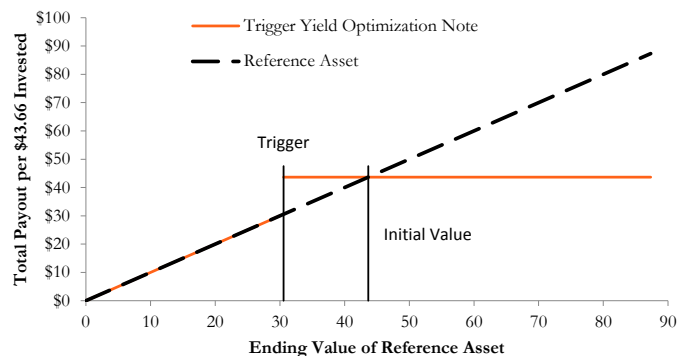 Trigger Yield Optimization Note
Reference Asset
Total Payout per $43.66 Invested
$100
$90
$80
$70
$60
$50
$40
$30
$20
$10
$0
Trigger
Initial Value
0 10 20 30 40 50 60 70 80 90
Ending Value of Reference Asset